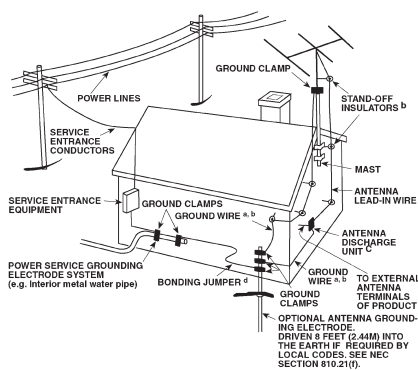 GROUND CLAMP
POWER LINES
STAND-OFF
INSULATORS b
SERVICE
ENTRANCE
CONDUCTORS
MAST
ANTENNA
LEAD-IN WIRE
SERVICE ENTRANCE
EQUIPMENT
GROUND CLAMPS
GROUND WIRE a, b
ANTENNA
DISCHARGE
UNIT C
POWER SERVICE GROUNDING
ELECTRODE SYSTEM
(e.g. Interior metal water pipe)
BONDING JUMPER d
GROUND
WIRE a, b
GROUND
CLAMPS
TO EXTERNAL
ANTENNA
TERMINALS
OF PRODUCT
OPTIONAL ANTENNA GROUND-
ING ELECTRODE.
DRIVEN 8 FEET (2.44M) INTO
THE EARTH IF REQUIRED BY
LOCAL CODES. SEE NEC
SECTION 810.21(f).